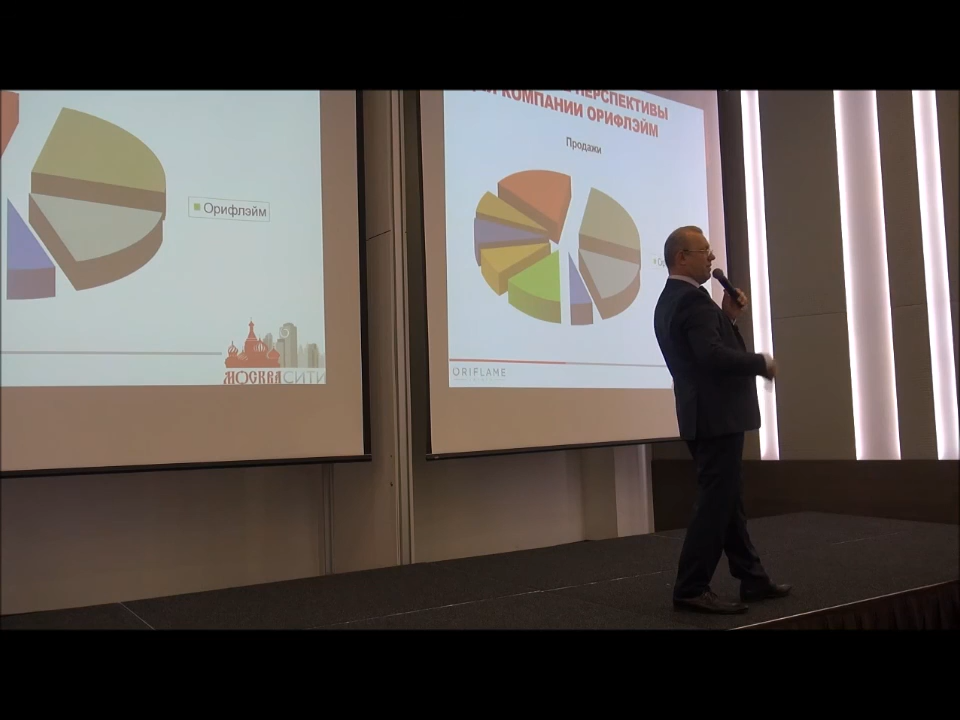 Орифлэйм
МОСКВАСИТИ
ПЕРСПЕКТИВЫ
КОМПАНИИ ОРИФЛЭЙМ
Продажи
ORIFLAME